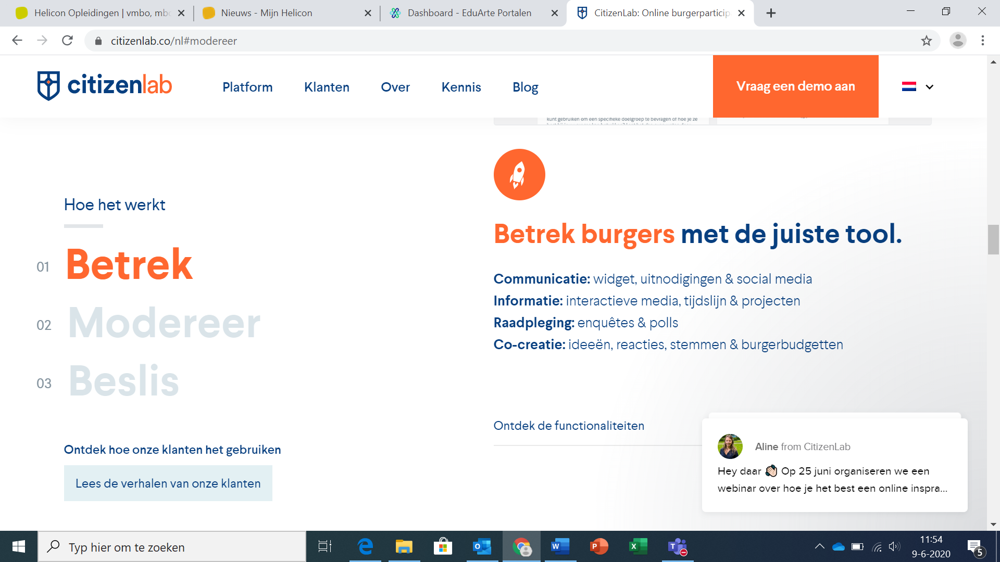 Helicon Opleidingen | vmbo, mbo
Nieuws - Mijn Helicon
Dashboard - EduArte Portalen
CitizenLab: Online burgerparticip
citizenlab.co/nl#modereer
citizenlab
Platform
Klanten
Over
Kennis
Blog
Vraag een demo aan
kunt gebruiken om een specifieke doelgroep te bevragen of hoe je ze
Hoe het werkt
01 Betrek
02 Modereer
03 Beslis
Ontdek hoe onze klanten het gebruiken
Lees de verhalen van onze klanten
Betrek burgers met de juiste tool.
Communicatie: widget, uitnodigingen & social media
Informatie: interactieve media, tijdslijn & projecten
Raadpleging: enquêtes & polls
Co-creatie: ideeën, reacties, stemmen & burgerbudgetten
Ontdek de functionaliteiten
Aline from CitizenLab
Hey daar 👋🏻 Op 25 juni organiseren we een
webinar over hoe je het best een online inspra...
Typ hier om te zoeken
11:54
9-6-2020
5